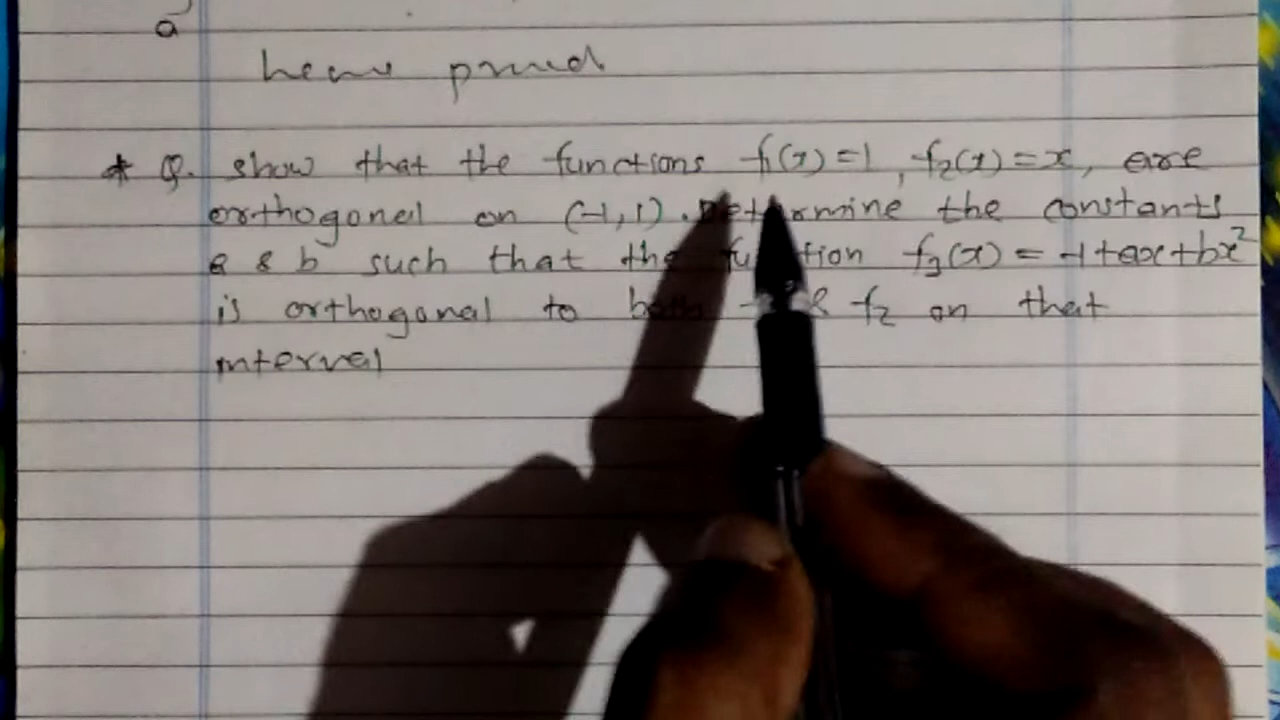 a
hence proved.
* Q. show that the functions f1(x)=1, f2(x)=x, are
orthogonal on (-1,1). Determine the constants
a & b such that the function f3(x) = -1+ax+bx²
is orthogonal to both & f2 on that
interval